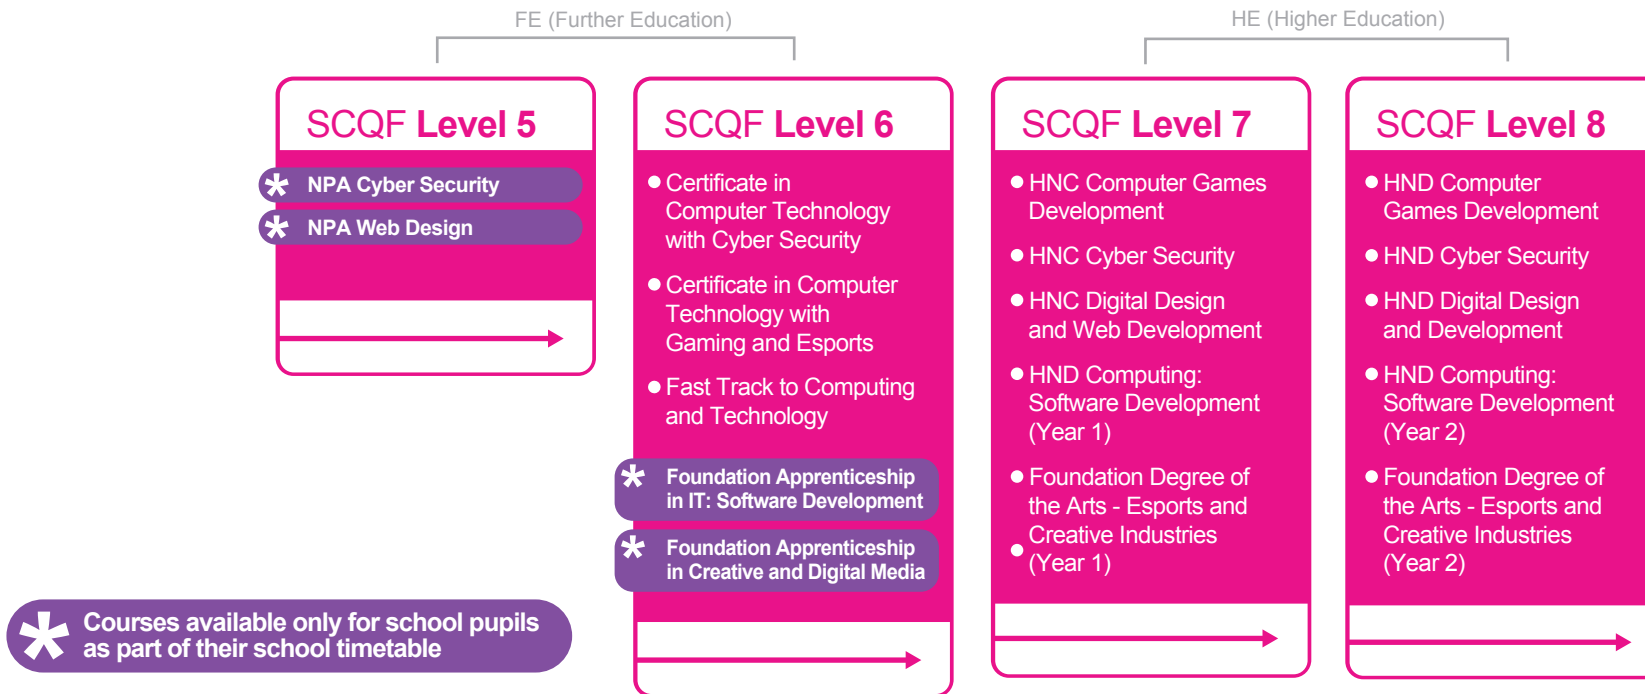 FE (Further Education)
HE (Higher Education)
SCQF Level 5
* NPA Cyber Security
* NPA Web Design
SCQF Level 6
● Certificate in
Computer Technology
with Cyber Security
● Certificate in Computer
Technology with
Gaming and Esports
● Fast Track to Computing
and Technology
* Foundation Apprenticeship
in IT: Software Development
* Foundation Apprenticeship
in Creative and Digital Media
SCQF Level 7
● HNC Computer Games
Development
● HNC Cyber Security
● HNC Digital Design
and Web Development
● HND Computing:
Software Development
(Year 1)
● Foundation Degree of
the Arts - Esports and
Creative Industries
● (Year 1)
SCQF Level 8
● HND Computer
Games Development
● HND Cyber Security
● HND Digital Design
and Development
● HND Computing:
Software Development
(Year 2)
● Foundation Degree of
the Arts - Esports and
Creative Industries
(Year 2)
* Courses available only for school pupils
as part of their school timetable